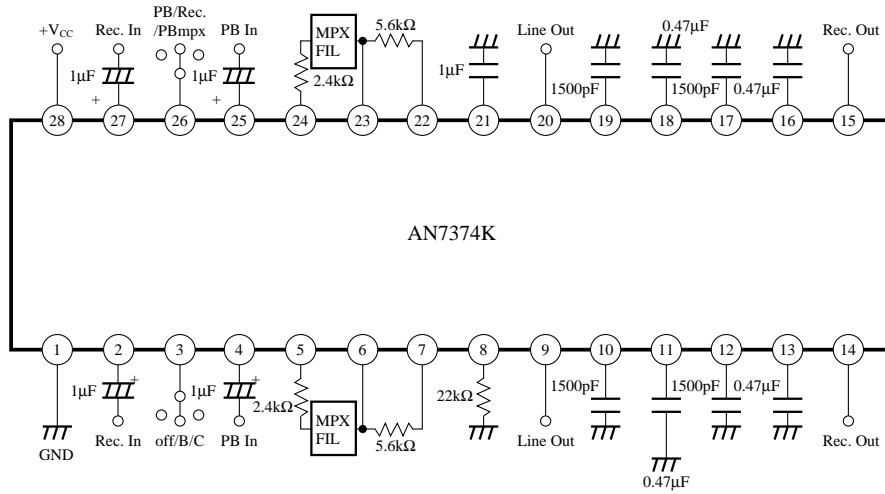 +VCC
Rec. In
PB/Rec.
/PBmpx
PB In
MPX
FIL
5.6kΩ
Line Out
0.47µF
Rec. Out
1µF
+
1µF
+
2.4kΩ
1µF
1500pF
1500pF
0.47µF
28
27
26
25
24
23
22
21
20
19
18
17
16
15
AN7374K
1
2
3
4
5
6
7
8
9
10
11
12
13
14
1µF
+
1µF
+
2.4kΩ
MPX
FIL
5.6kΩ
22kΩ
1500pF
1500pF
0.47µF
GND
Rec. In
off/B/C
PB In
Line Out
0.47µF
Rec. Out